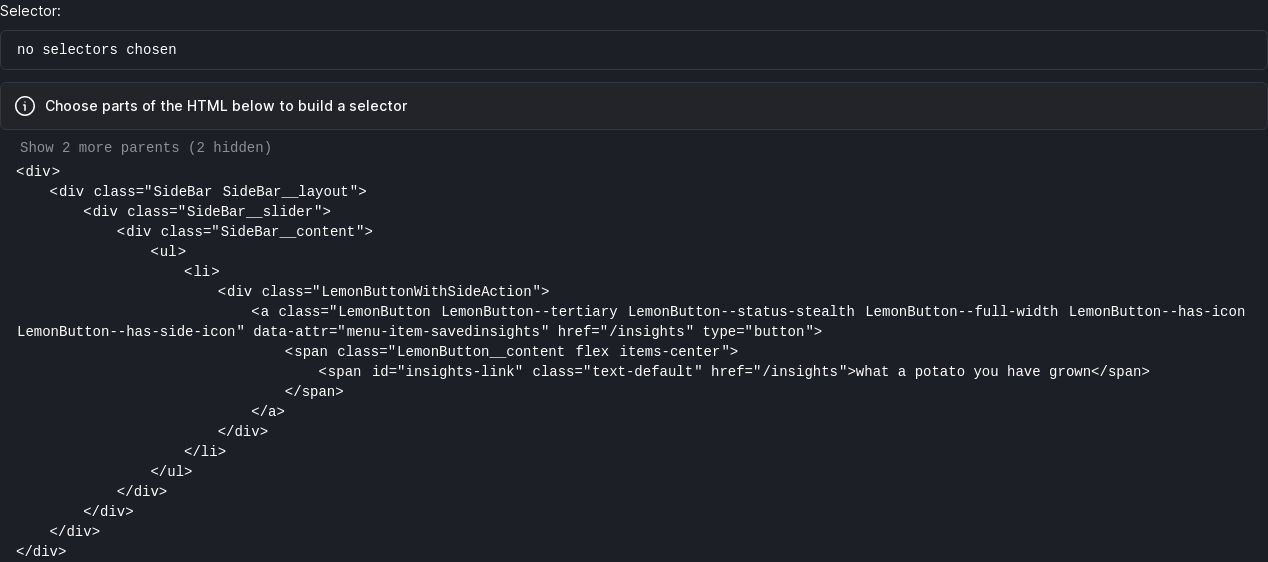 Selector:
no selectors chosen
Choose parts of the HTML below to build a selector
Show 2 more parents (2 hidden)
<div>
<div class="SideBar SideBar__layout">
<div class="SideBar__slider">
<div class="SideBar__content">
<ul>
<li>
<div class="LemonButtonWithSideAction">
<a class="LemonButton LemonButton--tertiary LemonButton--status-stealth LemonButton--full-width LemonButton--has-icon
LemonButton--has-side-icon" data-attr="menu-item-savedinsights" href="/insights" type="button">
<span class="LemonButton__content flex items-center">
<span id="insights-link" class="text-default" href="/insights">what a potato you have grown</span>
</span>
</a>
</div>
</li>
</ul>
</div>
</div>
</div>
</div>